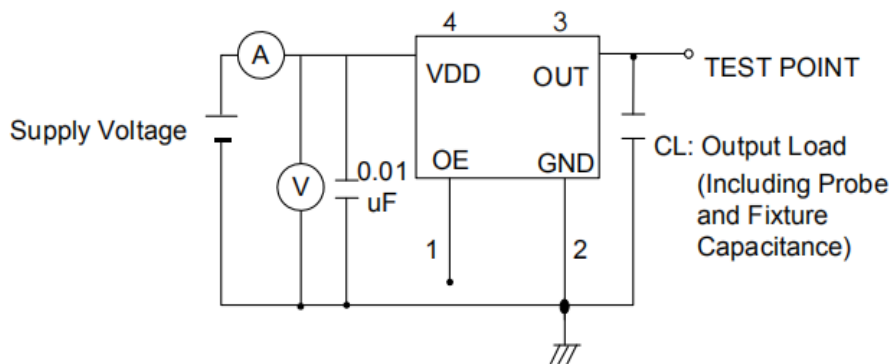 4
3
A
VDD
OUT
TEST POINT
Supply Voltage
V
0.01
uF
OE
GND
CL: Output Load
(Including Probe
and Fixture
Capacitance)
1
2